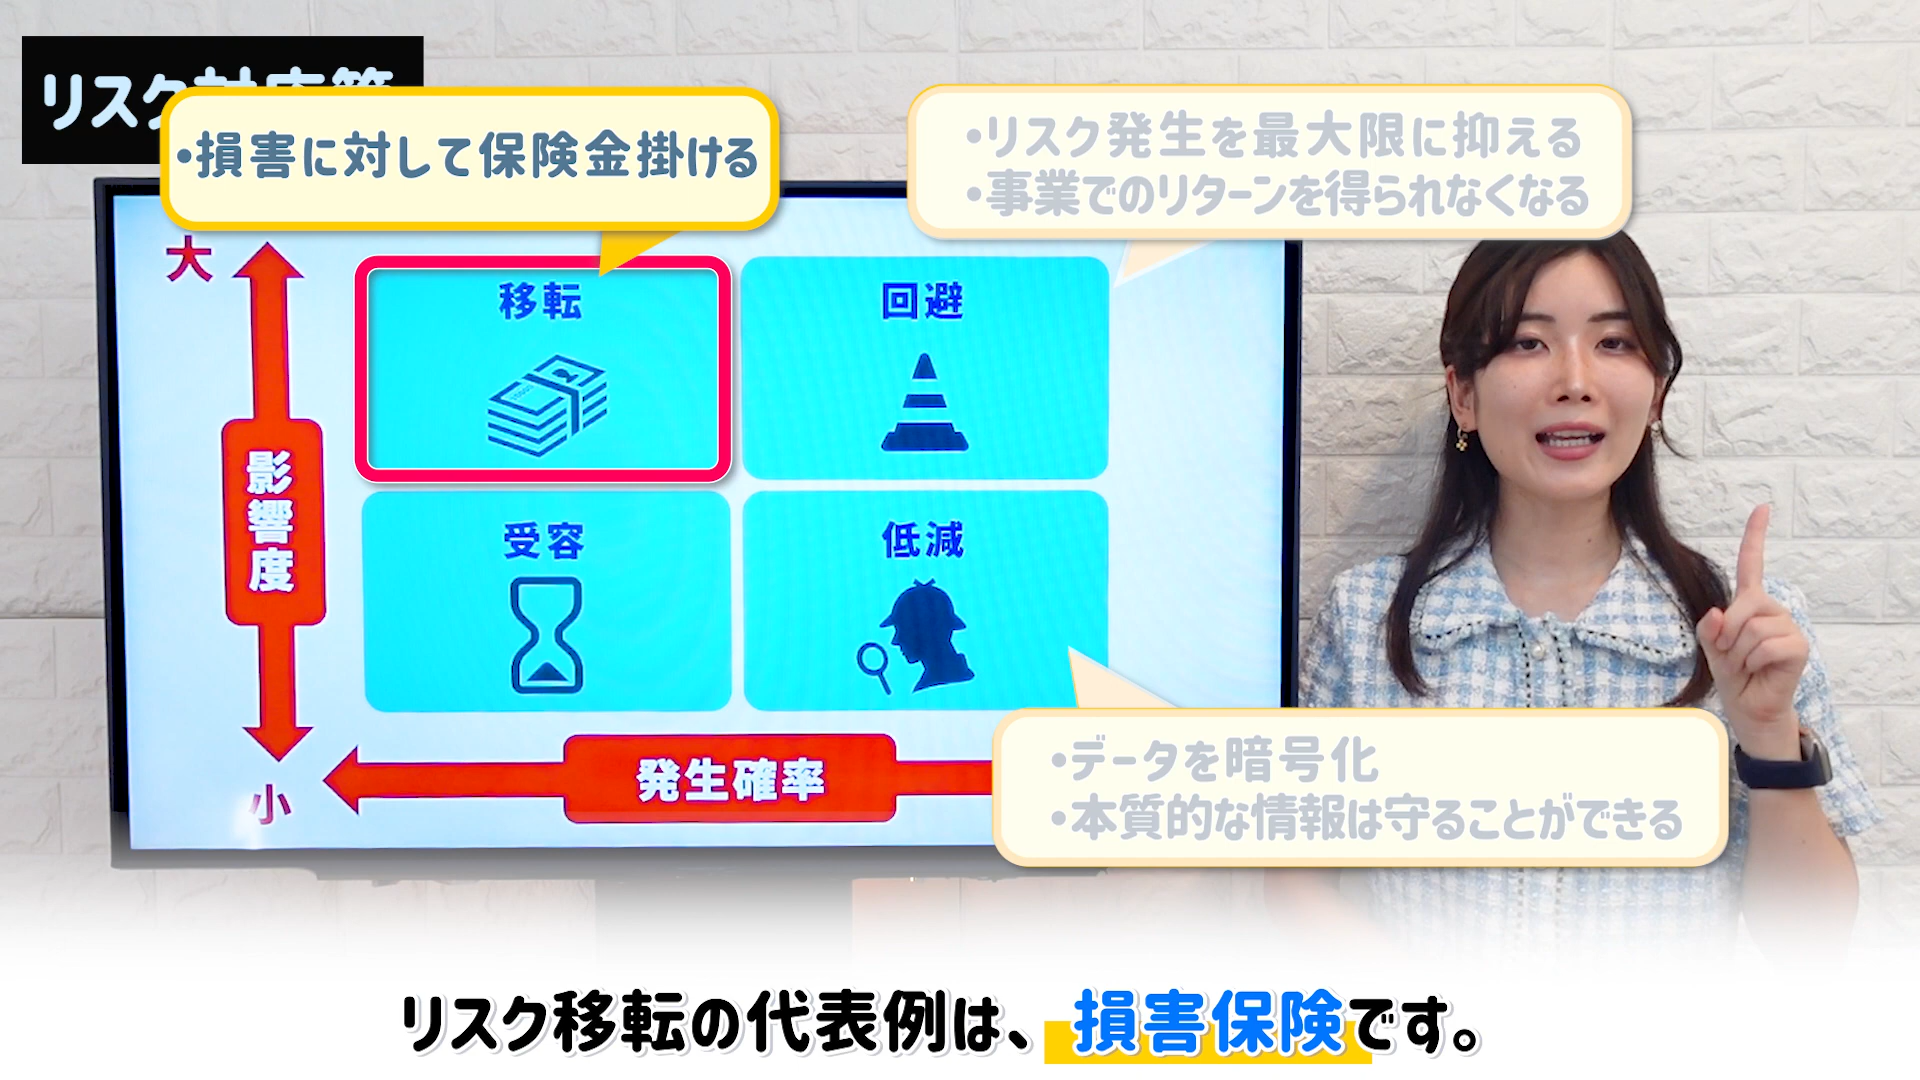 リスク対応策
・損害に対して保険金掛ける
・リスク発生を最大限に抑える
・事業でのリターンを得られなくなる
大
移転
回避
影響度
受容
低減
小
発生確率
・データを暗号化
・本質的な情報は守ることができる
リスク移転の代表例は、損害保険です。